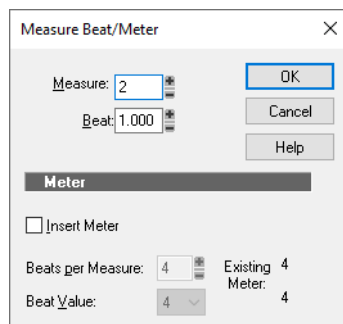 Measure Beat/Meter
Measure: 2
OK
Beat: 1.000
Cancel
Help
Meter
Insert Meter
Beats per Measure: 4
Existing Meter: 4 4
Beat Value: 4